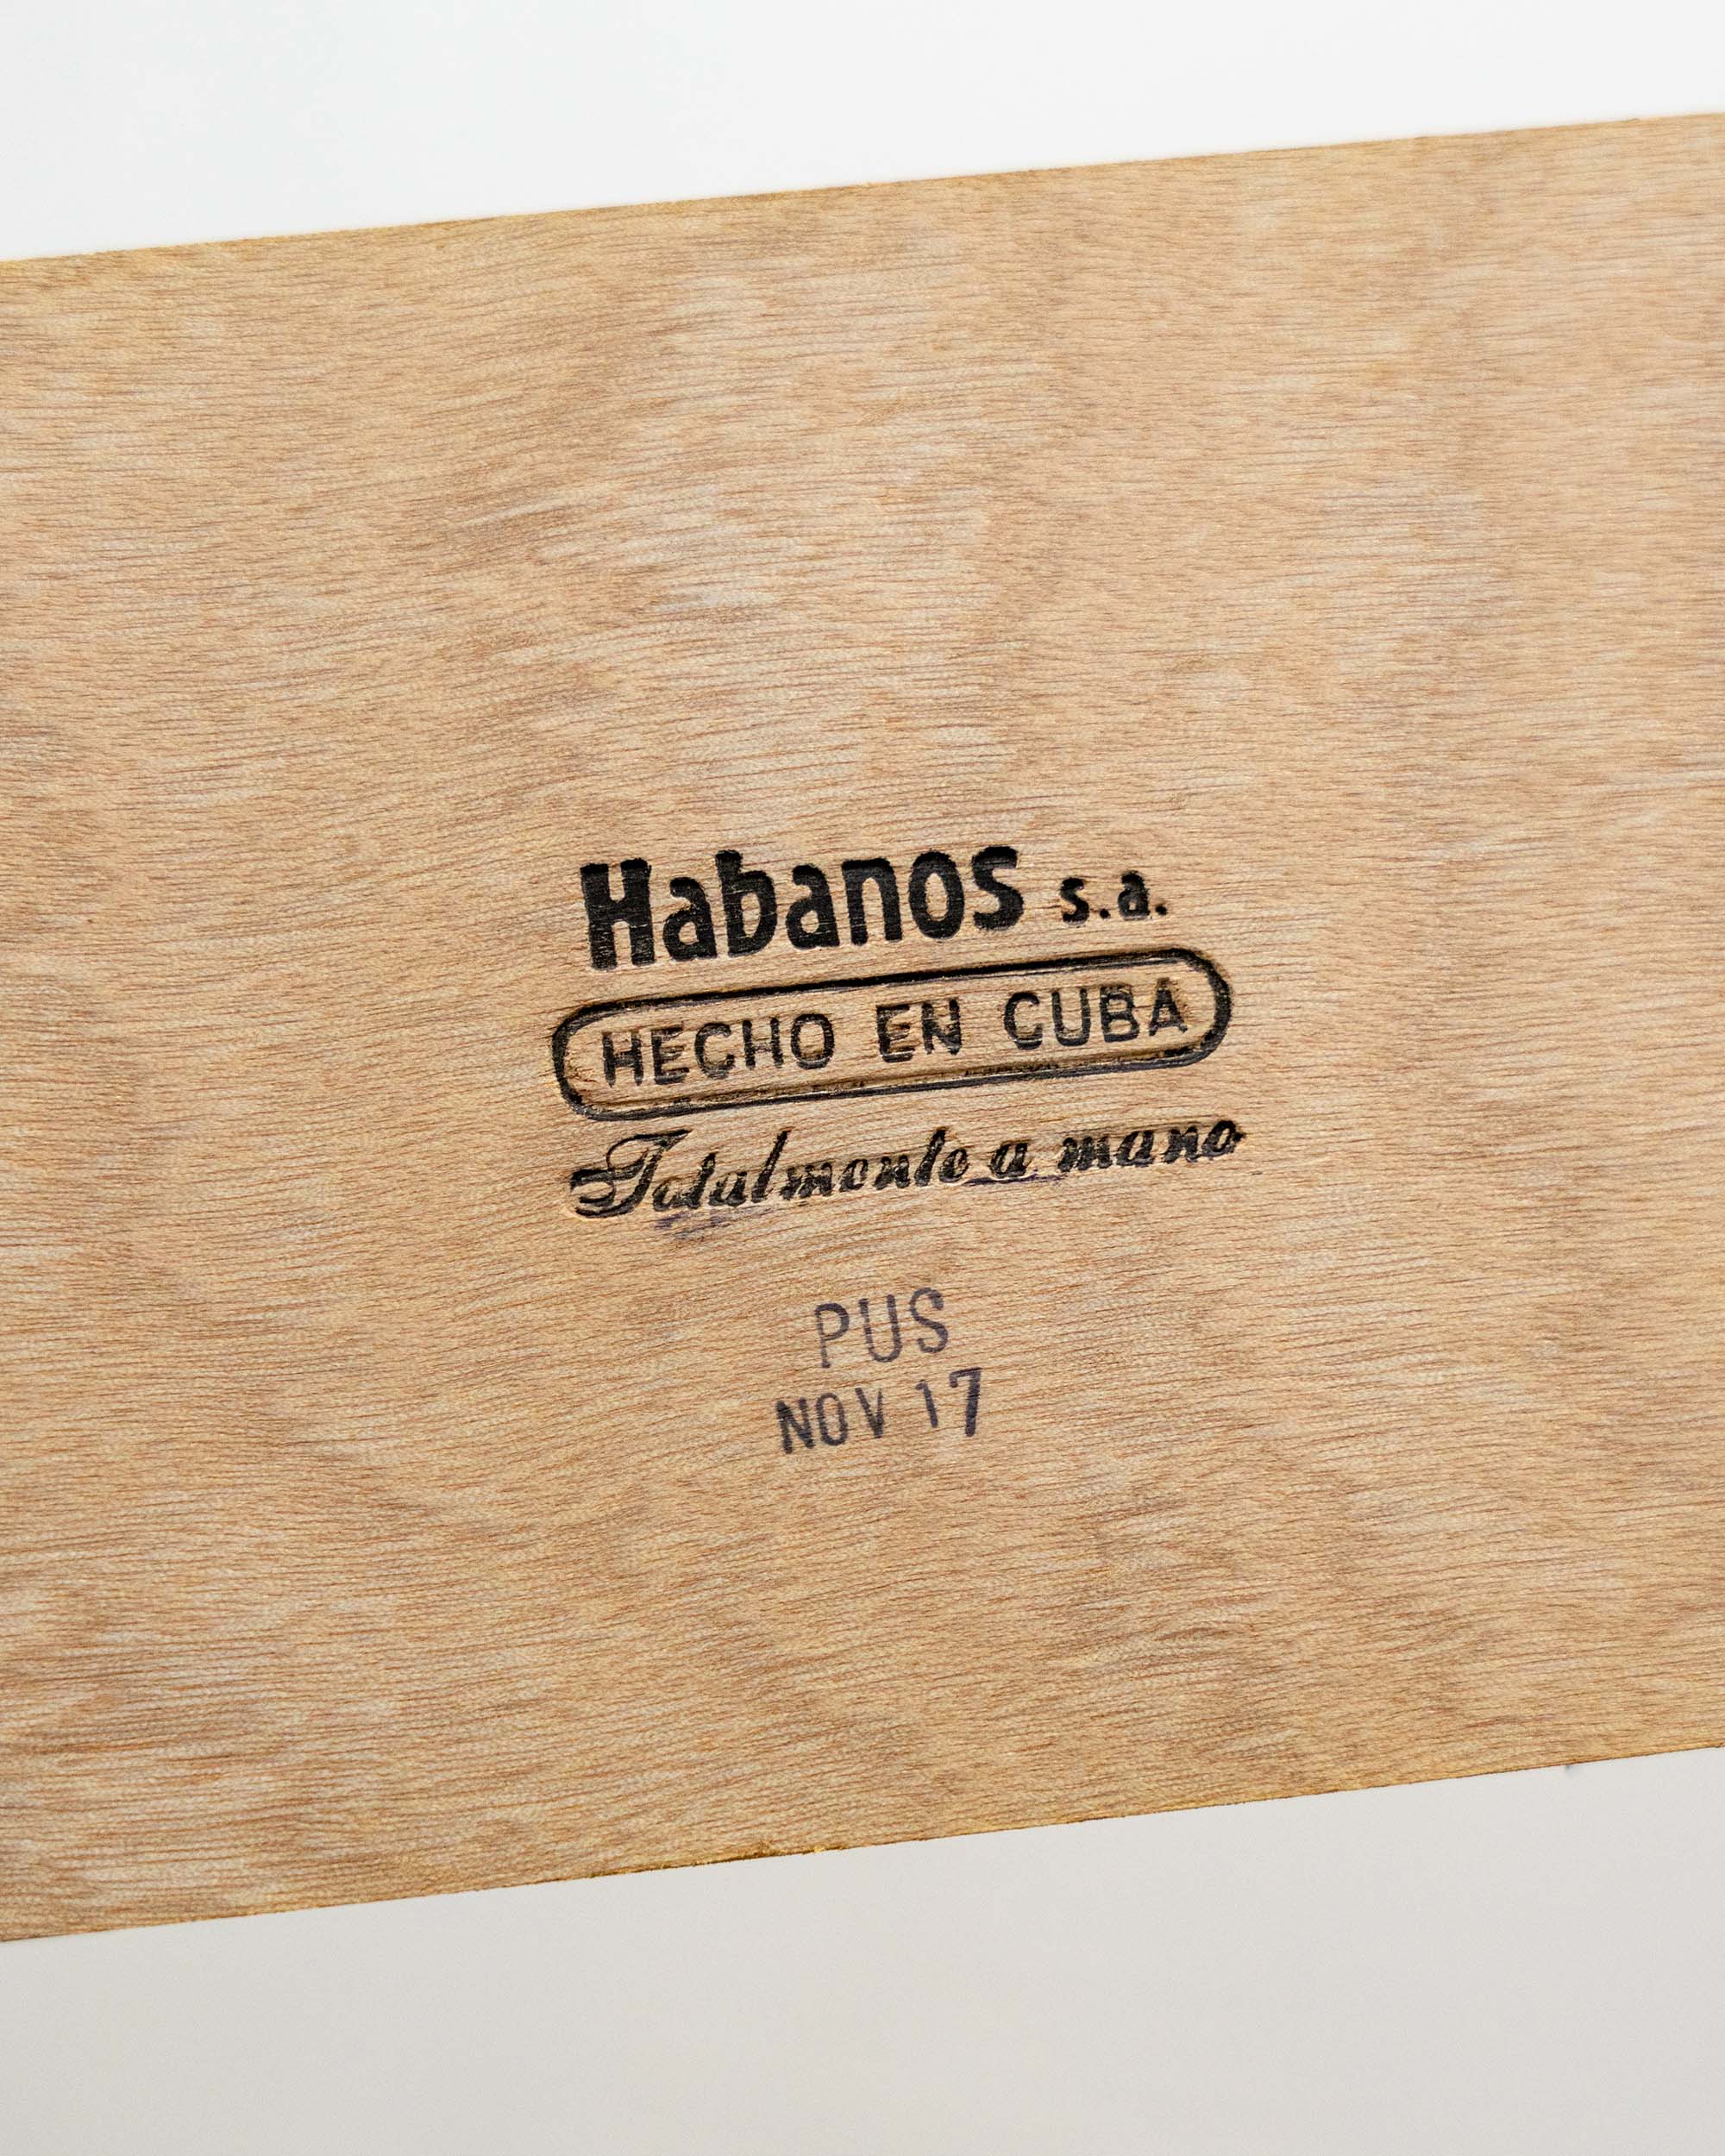 Habanos s.a.
HECHO EN CUBA
Totalmente a mano
PUS
NOV 17